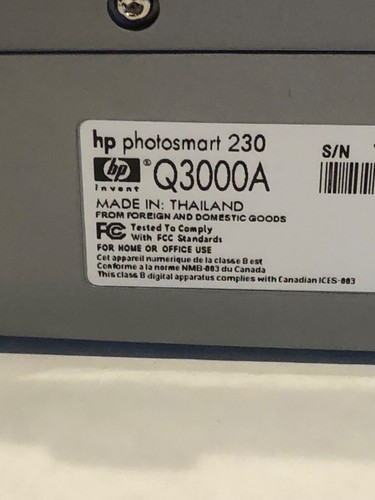 hp photosmart 230
S/N
hp ® Q3000A
invent
MADE IN: THAILAND
FROM FOREIGN AND DOMESTIC GOODS
FC Tested To Comply
With FCC Standards
FOR HOME OR OFFICE USE
Cet appareil numerique de la classe B est
Conforme a la norme NMB-003 du Canada
This class B digital apparatus complies with Canadian ICES-003